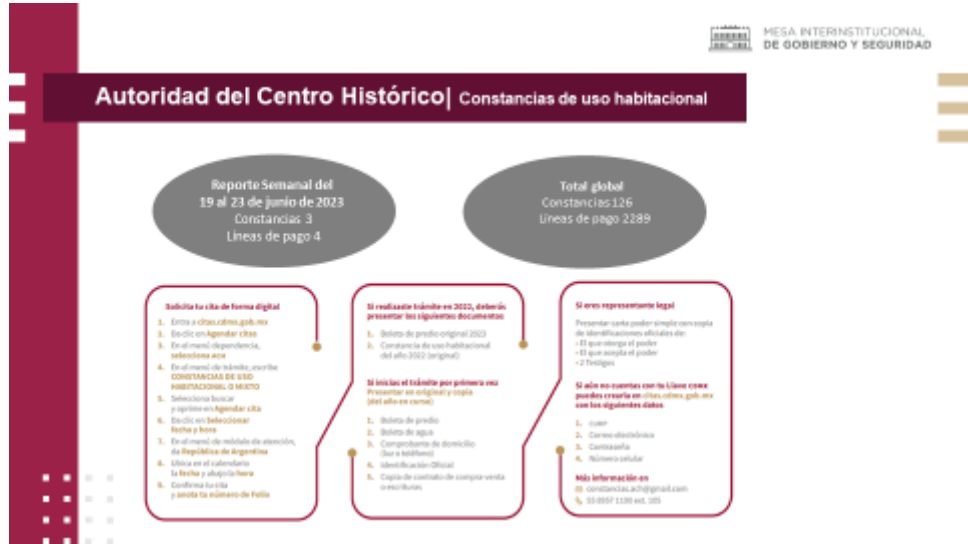 MESA INTERINSTITUCIONAL
DE GOBIERNO Y SEGURIDAD
Autoridad del Centro Histórico| Constancias de uso habitacional
Reporte Semanal del
19 al 23 de junio de 2023
Constancias 3
Líneas de pago 4
Total global
Constancias 126
Líneas de pago 2289
Solicita tu cita de forma digital
1. Entra a citas.cdmx.gob.mx
2. Da clic en Agendar citas
3. En el menú dependencia,
selecciona ACH
4. En el menú de trámite, escribe
CONSTANCIAS DE USO
HABITACIONAL O MIXTO
5. Selecciona buscar
y oprime en Agendar cita
6. Da clic en Seleccionar
fecha y hora
7. En el menú de módulo de atención,
da República de Argentina
8. Ubica en el calendario
la fecha y abajo la hora
9. Confirma tu cita
y anota tu número de Folio
Si realizaste trámite en 2022, deberás
presentar los siguientes documentos
1. Boleta de predio original 2023
2. Constancia de uso habitacional
del año 2022 (original)
Si inicias el trámite por primera vez
Presentar en original y copia
(del año en curso)
1. Boleta de predio
2. Boleta de agua
3. Comprobante de domicilio
(luz o teléfono)
4. Identificación Oficial
5. Copia de contrato de compra-venta
o escrituras
Si eres representante legal
Presentar carta poder simple con copia
de identificaciones oficiales de:
• El que otorga el poder
• El que acepta el poder
• 2 Testigos
Si aún no cuentas con tu Llave CDMX
puedes crearla en citas.cdmx.gob.mx
con los siguientes datos
1. CURP
2. Correo electrónico
3. Contraseña
4. Número celular
Más información en
constancias.ach@gmail.com
55 8957 1100 ext. 105